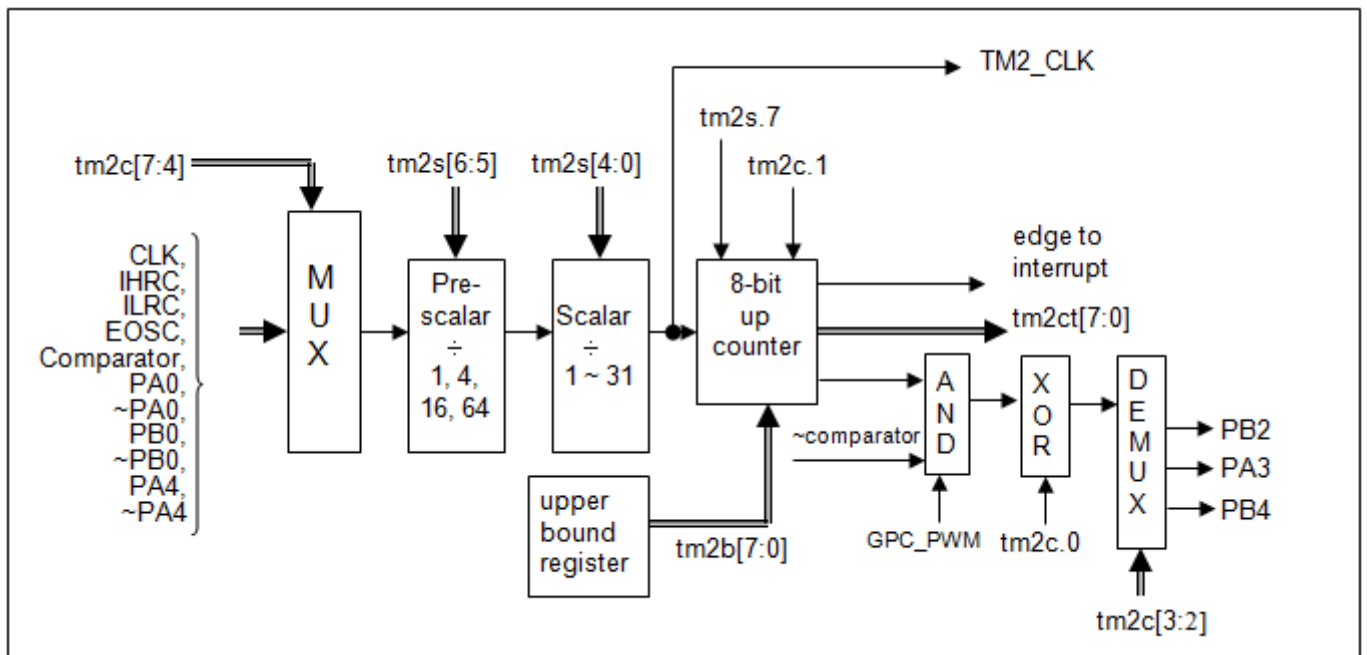 TM2_CLK
tm2s.7
tm2c[7:4]
tm2s[6:5]
tm2s[4:0]
tm2c.1
CLK,
IHRC,
ILRC,
EOSC,
Comparator,
PA0,
~PA0,
PB0,
~PB0,
PA4,
~PA4
M
U
X
Pre-
scalar
÷
1, 4,
16, 64
Scalar
÷
1 ~ 31
8-bit
up
counter
edge to
interrupt
tm2ct[7:0]
~comparator
A
N
D
X
O
R
D
E
M
U
X
PB2
PA3
PB4
upper
bound
register
tm2b[7:0]
GPC_PWM
tm2c.0
tm2c[3:2]